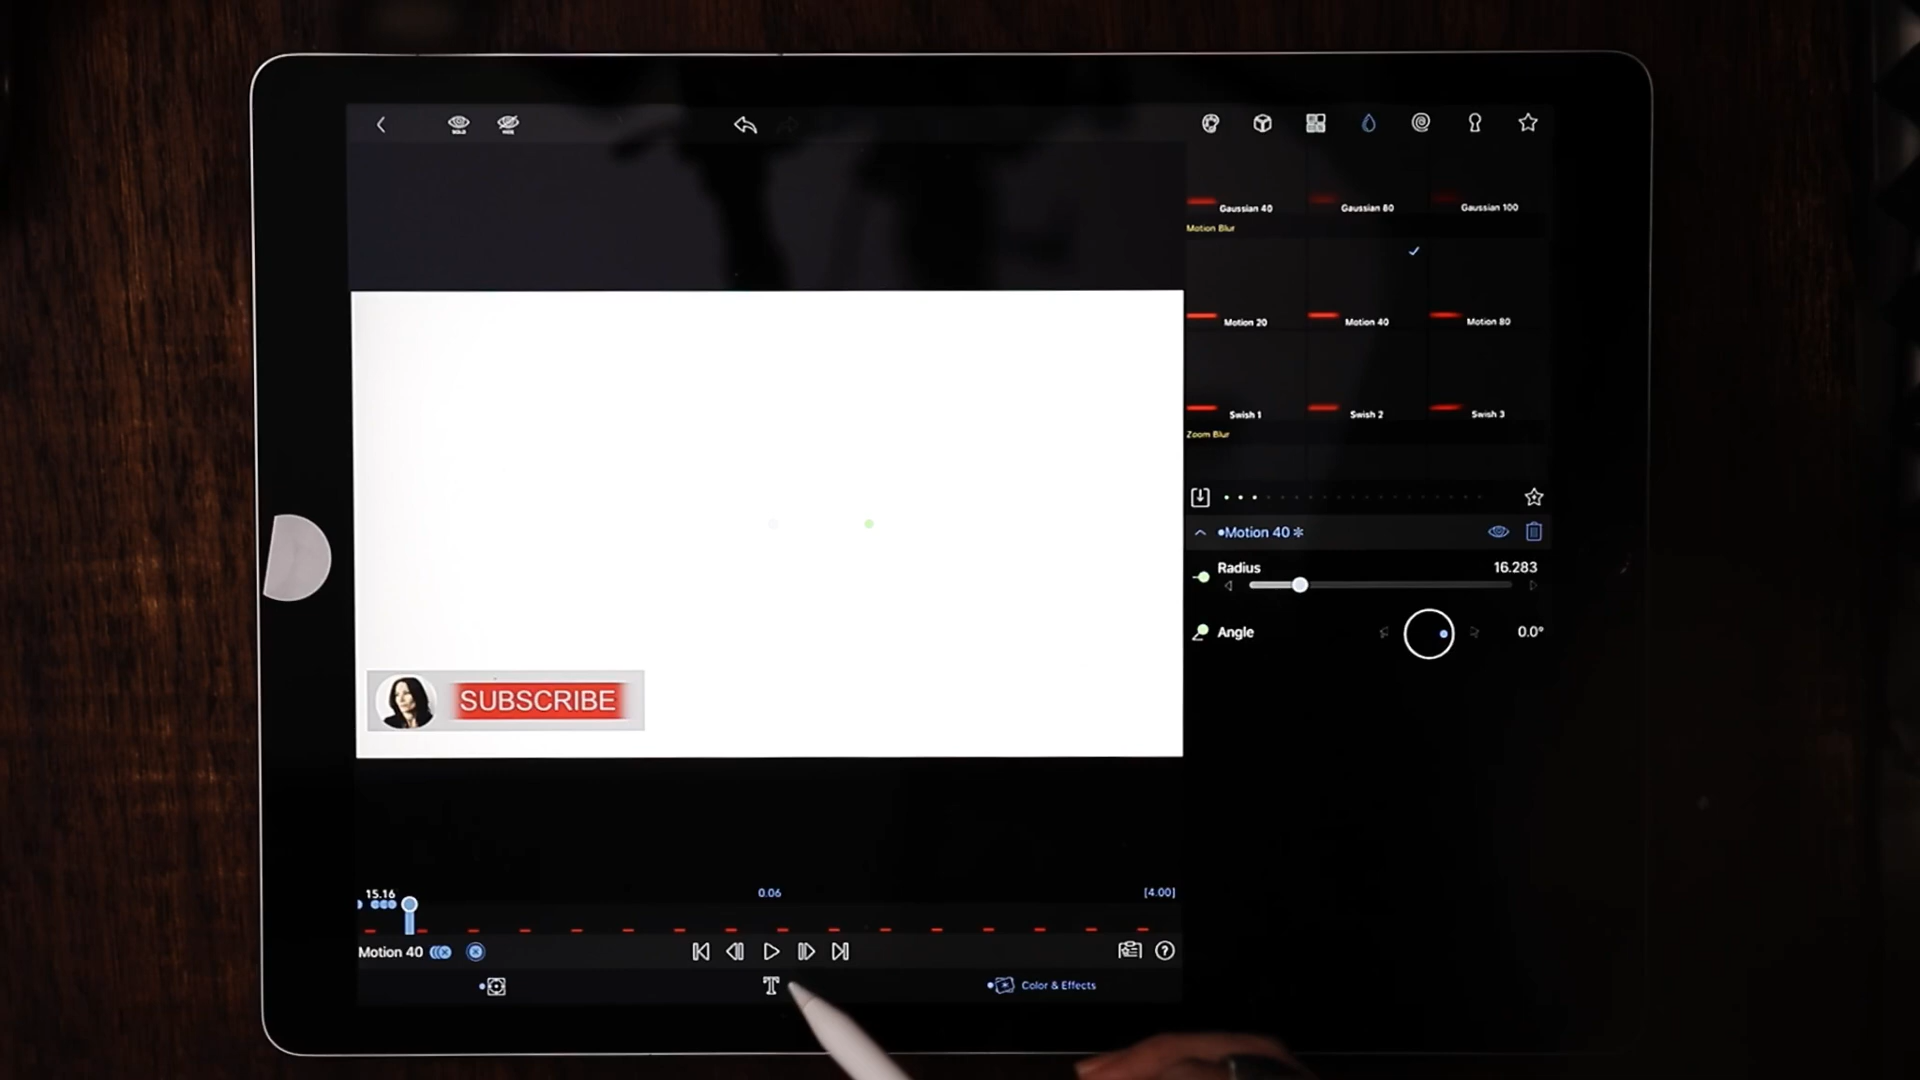 SOLO
HIDE
Gaussian 40
Gaussian 80
Gaussian 100
Motion Blur
Motion 20
Motion 40
Motion 80
Swish 1
Swish 2
Swish 3
Zoom Blur
Motion 40
Radius
16.283
Angle
0.0°
SUBSCRIBE
15.16
0.06
[4.00]
Motion 40
Color & Effects